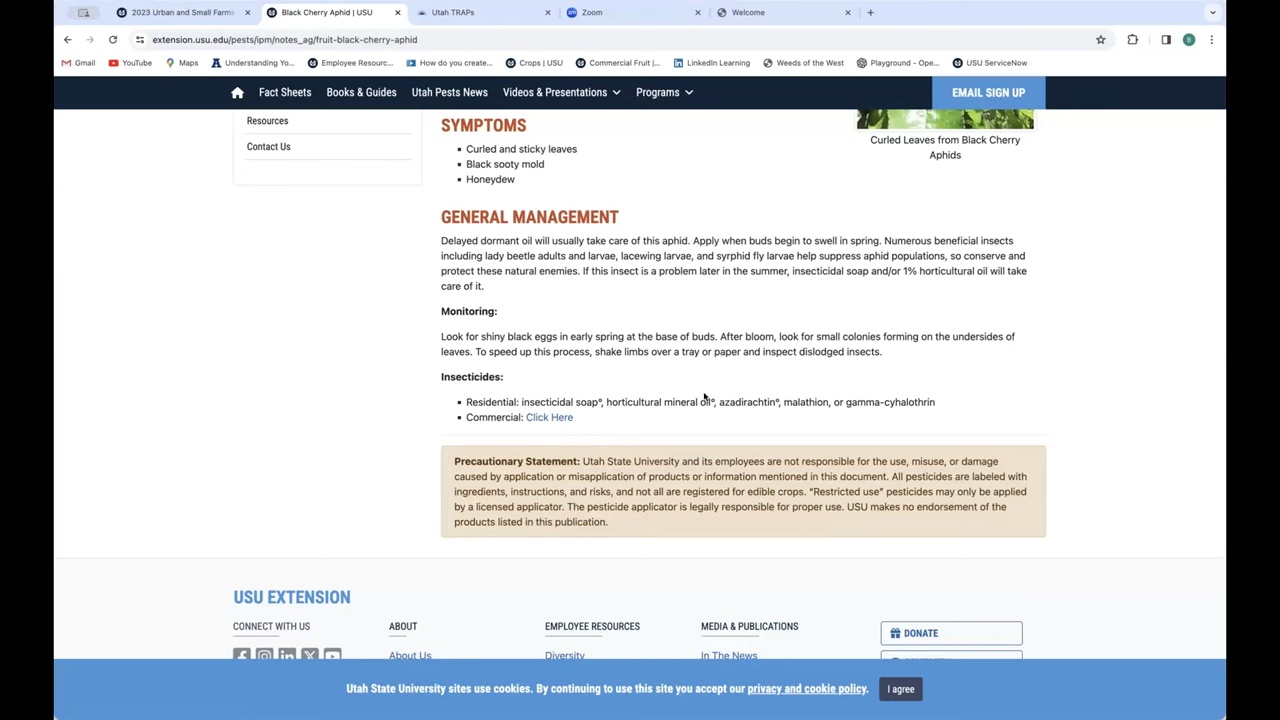 2023 Urban and Small Farms
Black Cherry Aphid | USU
Utah TRAPs
Zoom
Welcome
extension.usu.edu/pests/ipm/notes_ag/fruit-black-cherry-aphid
Gmail
YouTube
Maps
Understanding Yo...
Employee Resourc...
How do you create...
Crops | USU
Commercial Fruit |...
LinkedIn Learning
Weeds of the West
Playground - Ope...
USU ServiceNow
Fact Sheets
Books & Guides
Utah Pests News
Videos & Presentations
Programs
EMAIL SIGN UP
Resources
Contact Us
SYMPTOMS
Curled and sticky leaves
Black sooty mold
Honeydew
Curled Leaves from Black Cherry
Aphids
GENERAL MANAGEMENT
Delayed dormant oil will usually take care of this aphid. Apply when buds begin to swell in spring. Numerous beneficial insects
including lady beetle adults and larvae, lacewing larvae, and syrphid fly larvae help suppress aphid populations, so conserve and
protect these natural enemies. If this insect is a problem later in the summer, insecticidal soap and/or 1% horticultural oil will take
care of it.
Monitoring:
Look for shiny black eggs in early spring at the base of buds. After bloom, look for small colonies forming on the undersides of
leaves. To speed up this process, shake limbs over a tray or paper and inspect dislodged insects.
Insecticides:
Residential: insecticidal soap°, horticultural mineral oil°, azadirachtin°, malathion, or gamma-cyhalothrin
Commercial: Click Here
Precautionary Statement: Utah State University and its employees are not responsible for the use, misuse, or damage
caused by application or misapplication of products or information mentioned in this document. All pesticides are labeled with
ingredients, instructions, and risks, and not all are registered for edible crops. “Restricted use” pesticides may only be applied
by a licensed applicator. The pesticide applicator is legally responsible for proper use. USU makes no endorsement of the
products listed in this publication.
USU EXTENSION
CONNECT WITH US
ABOUT
EMPLOYEE RESOURCES
MEDIA & PUBLICATIONS
DONATE
About Us
Diversity
In The News
Utah State University sites use cookies. By continuing to use this site you accept our privacy and cookie policy.
I agree